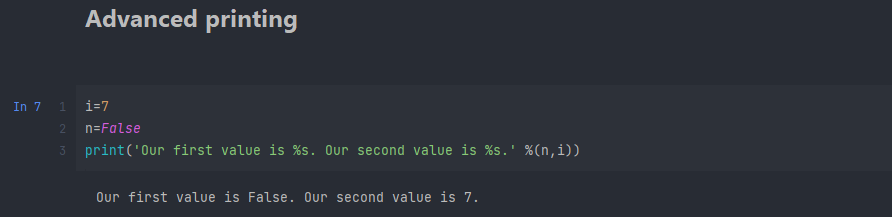 Advanced printing
In 7
1 i=7
2 n=False
3 print('Our first value is %s. Our second value is %s.' %(n,i))
Our first value is False. Our second value is 7.